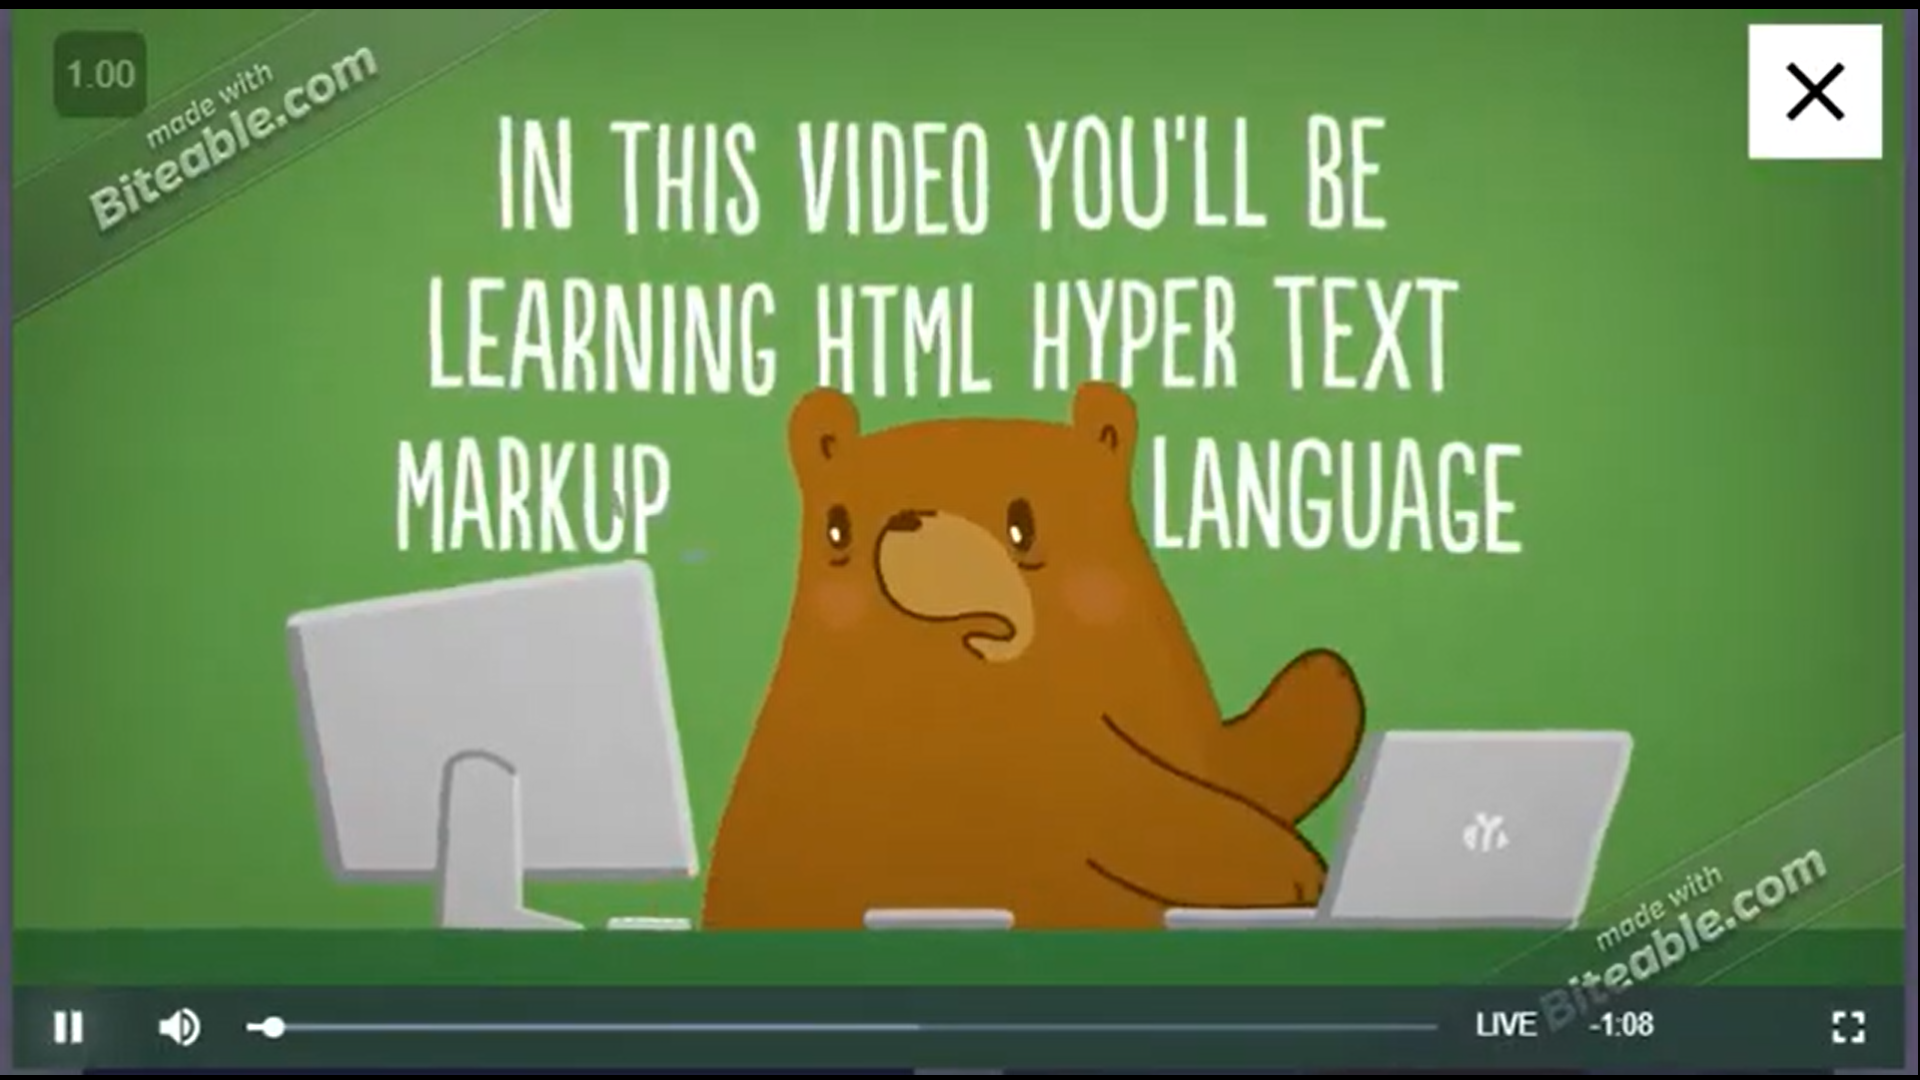 1.00
made with
Biteable.com
IN THIS VIDEO YOU'LL BE
LEARNING HTML HYPER TEXT
MARKUP LANGUAGE
made with
Biteable.com
LIVE -1:08